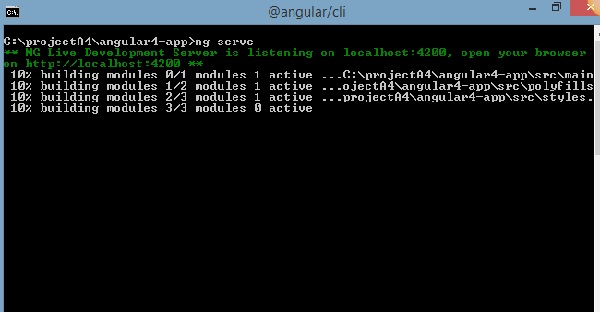 @angular/cli
C:\projectA4\angular4-app>ng serve
** NG Live Development Server is listening on localhost:4200, open your browser
on http://localhost:4200 **
10% building modules 0/1 modules 1 active ...C:\projectA4\angular4-app\src\main
10% building modules 1/2 modules 1 active ...ojectA4\angular4-app\src\polyfills
10% building modules 2/3 modules 1 active ...projectA4\angular4-app\src\styles.
10% building modules 3/3 modules 0 active